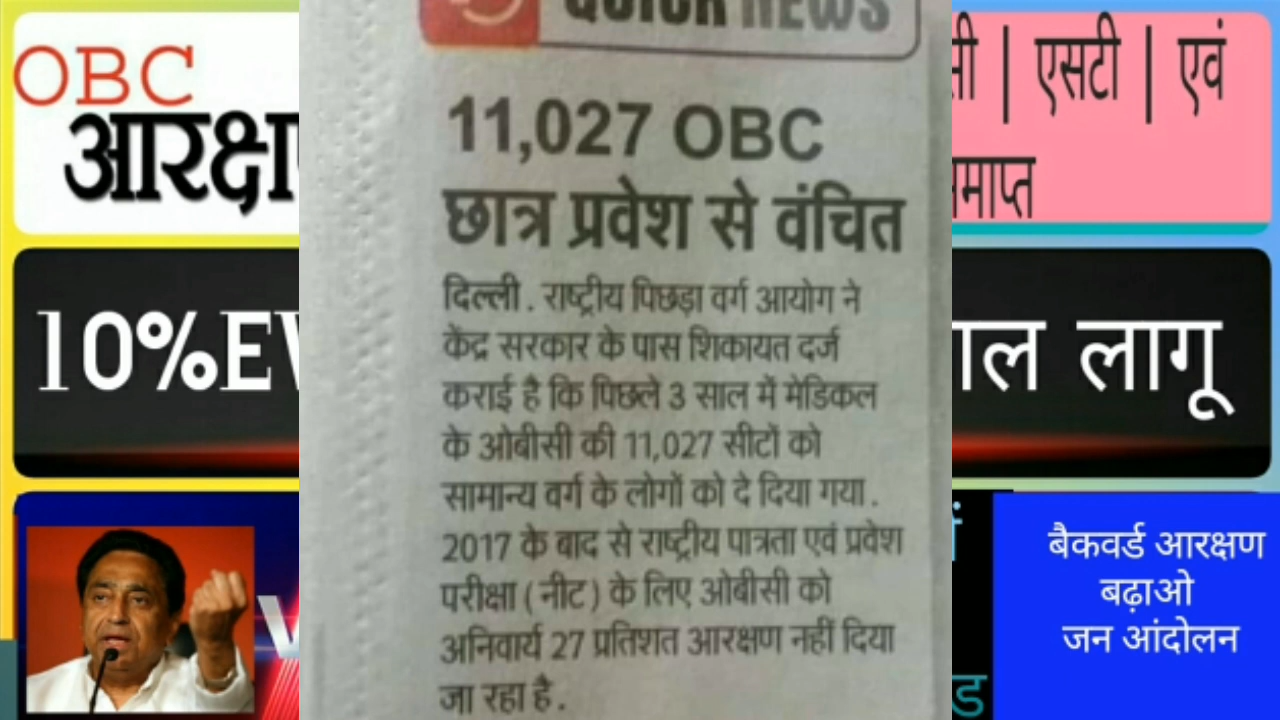 OBC
10%
QUICK NEWS
11,027 OBC
छात्र प्रवेश से वंचित
दिल्ली. राष्ट्रीय पिछड़ा वर्ग आयोग ने
केंद्र सरकार के पास शिकायत दर्ज
कराई है कि पिछले 3 साल में मेडिकल
के ओबीसी की 11,027 सीटों को
सामान्य वर्ग के लोगों को दे दिया गया.
2017 के बाद से राष्ट्रीय पात्रता एवं प्रवेश
परीक्षा (नीट) के लिए ओबीसी को
अनिवार्य 27 प्रतिशत आरक्षण नहीं दिया
जा रहा है.
| एसटी | एवं
लागू
बैकवर्ड आरक्षण
बढ़ाओ
जन आंदोलन